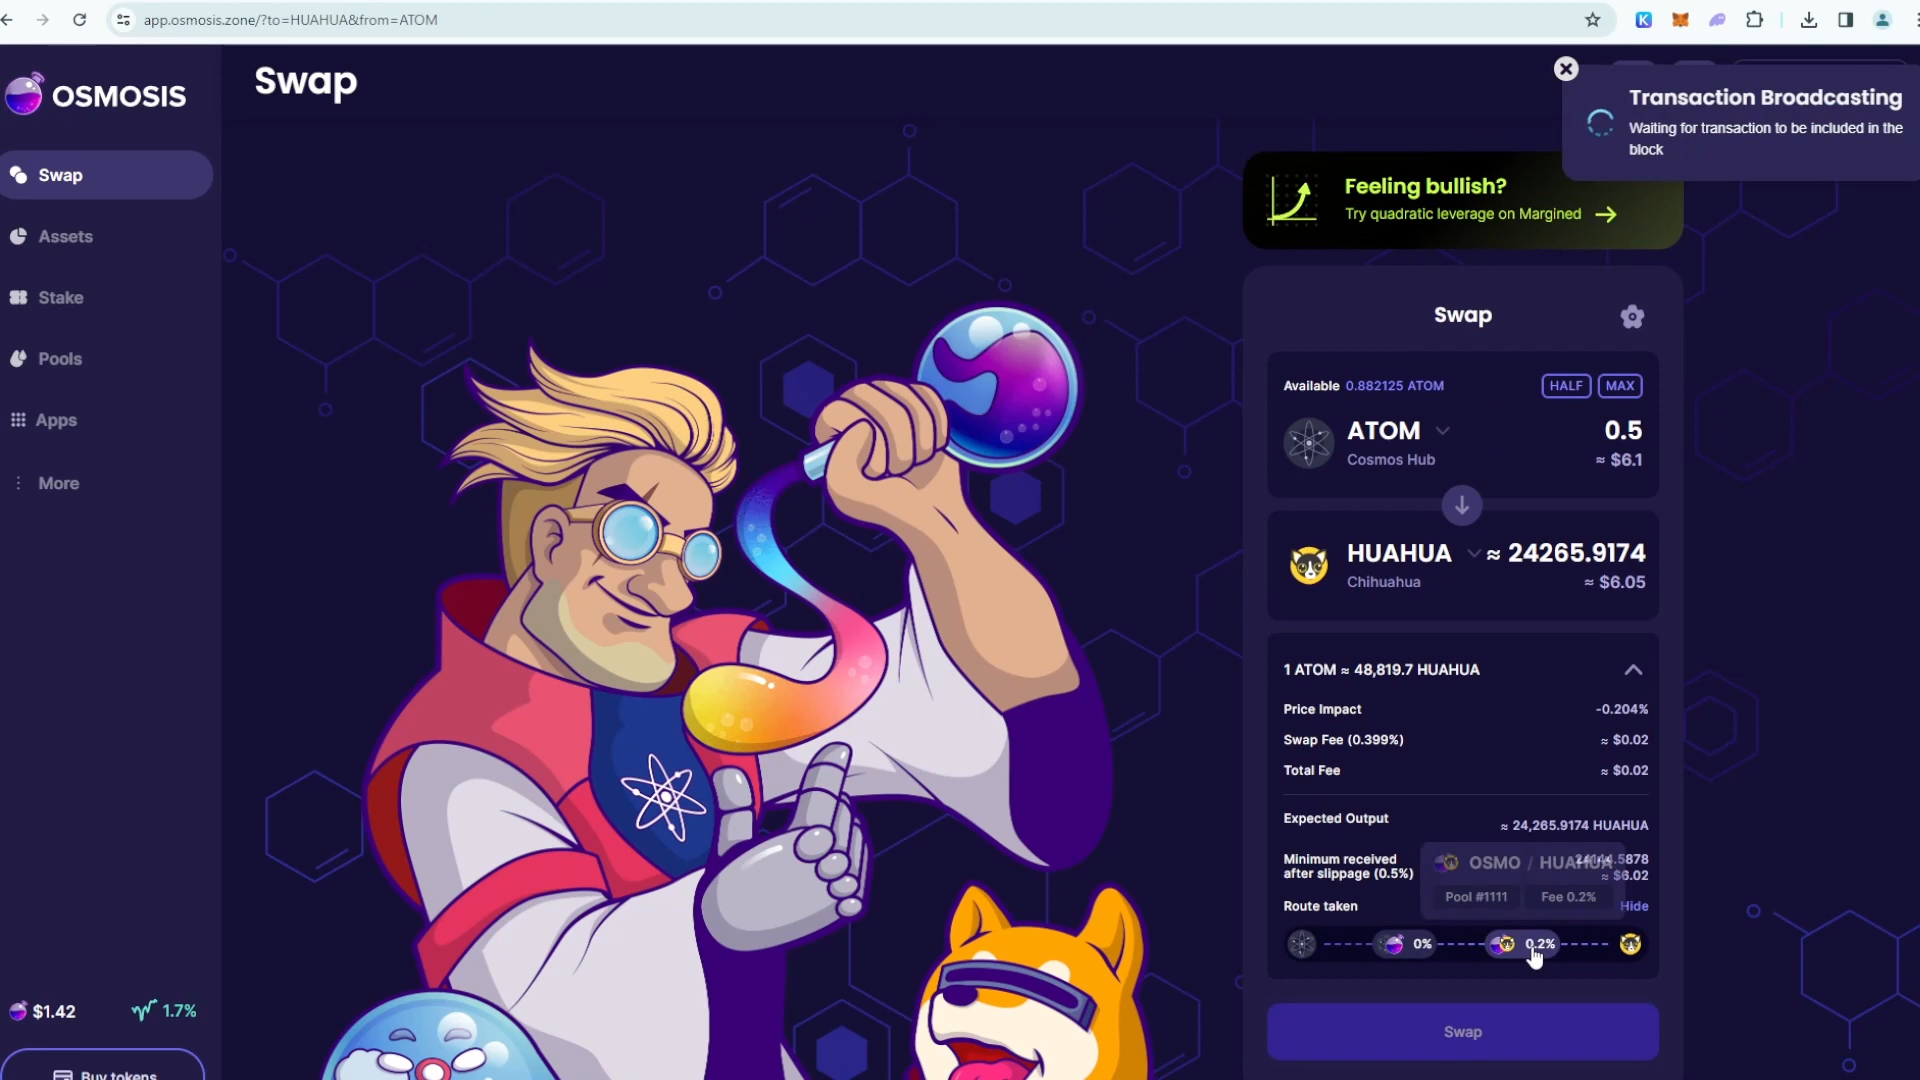 app.osmosis.zone/?to=HUAHUA&from=ATOM
OSMOSIS
Swap
Transaction Broadcasting
Waiting for transaction to be included in the
block
Swap
Assets
Stake
Pools
Apps
More
Feeling bullish?
Try quadratic leverage on Margined
Swap
Available 0.882125 ATOM
HALF
MAX
ATOM
0.5
Cosmos Hub
≈ $6.1
HUAHUA
≈ 24265.9174
Chihuahua
≈ $6.05
1 ATOM ≈ 48,819.7 HUAHUA
Price Impact
-0.204%
Swap Fee (0.399%)
≈ $0.02
Total Fee
≈ $0.02
Expected Output
≈ 24,265.9174 HUAHUA
Minimum received
after slippage (0.5%)
≈ $6.02
OSMO / HUAHUA
Pool #1111
Fee 0.2%
Route taken
Hide
0%
0.2%
Swap
$1.42
1.7%
Buy tokens